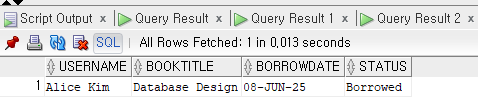 Script Output Query Result Query Result 1 Query Result 2
SQL All Rows Fetched: 1 in 0,013 seconds
USERNAME BOOKTITLE BORROWDATE STATUS
1 Alice Kim Database Design 08-JUN-25 Borrowed